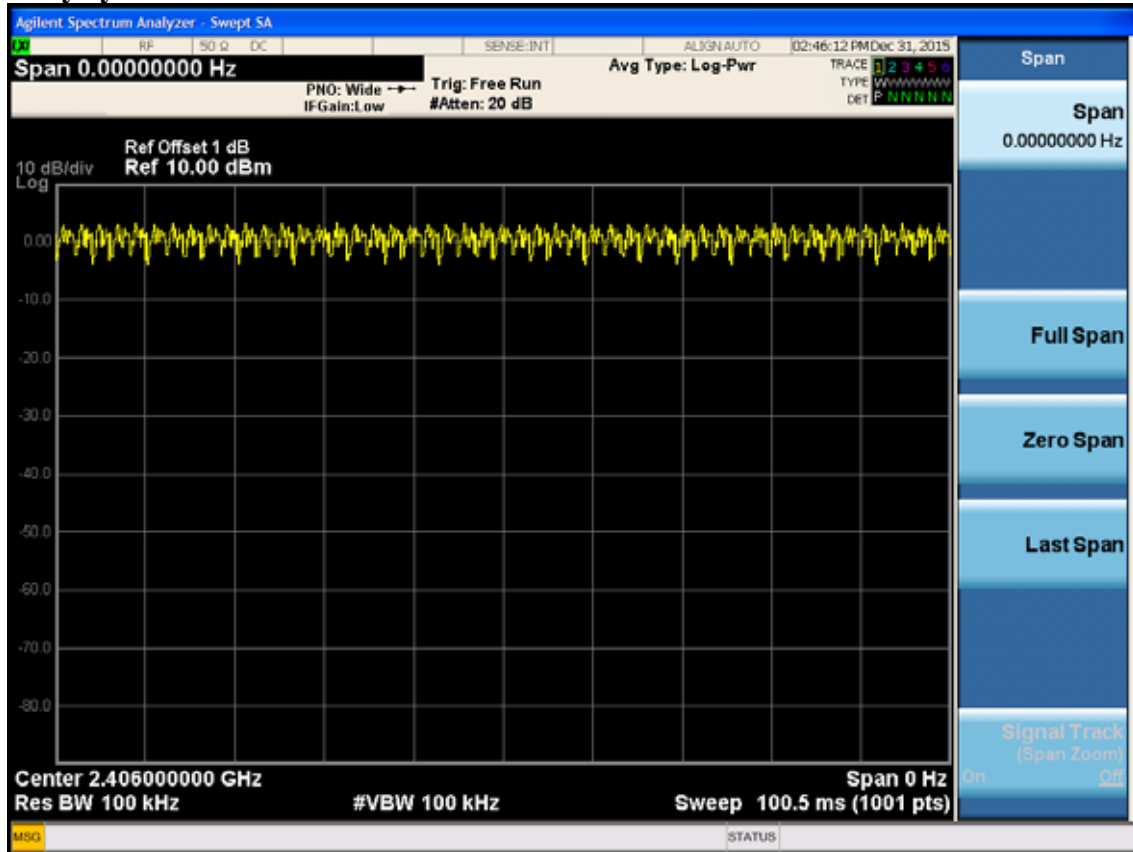 Agilent Spectrum Analyzer - Swept SA
RF 50 Ω DC SENSE:INT ALIGN AUTO 02:46:12 PM Dec 31, 2015
Span 0.00000000 Hz
PNO: Wide
IFGain:Low
Trig: Free Run
#Atten: 20 dB
Avg Type: Log-Pwr
TRACE 1 2 3 4 5 6
TYPE
DET P N N N N N
Ref Offset 1 dB
10 dB/div Ref 10.00 dBm
Log
0.00
-10.0
-20.0
-30.0
-40.0
-50.0
-60.0
-70.0
-80.0
Center 2.406000000 GHz Span 0 Hz
Res BW 100 kHz #VBW 100 kHz Sweep 100.5 ms (1001 pts)
MSG STATUS
Span
Span
0.00000000 Hz
Full Span
Zero Span
Last Span
Signal Track
(Span Zoom)
On Off